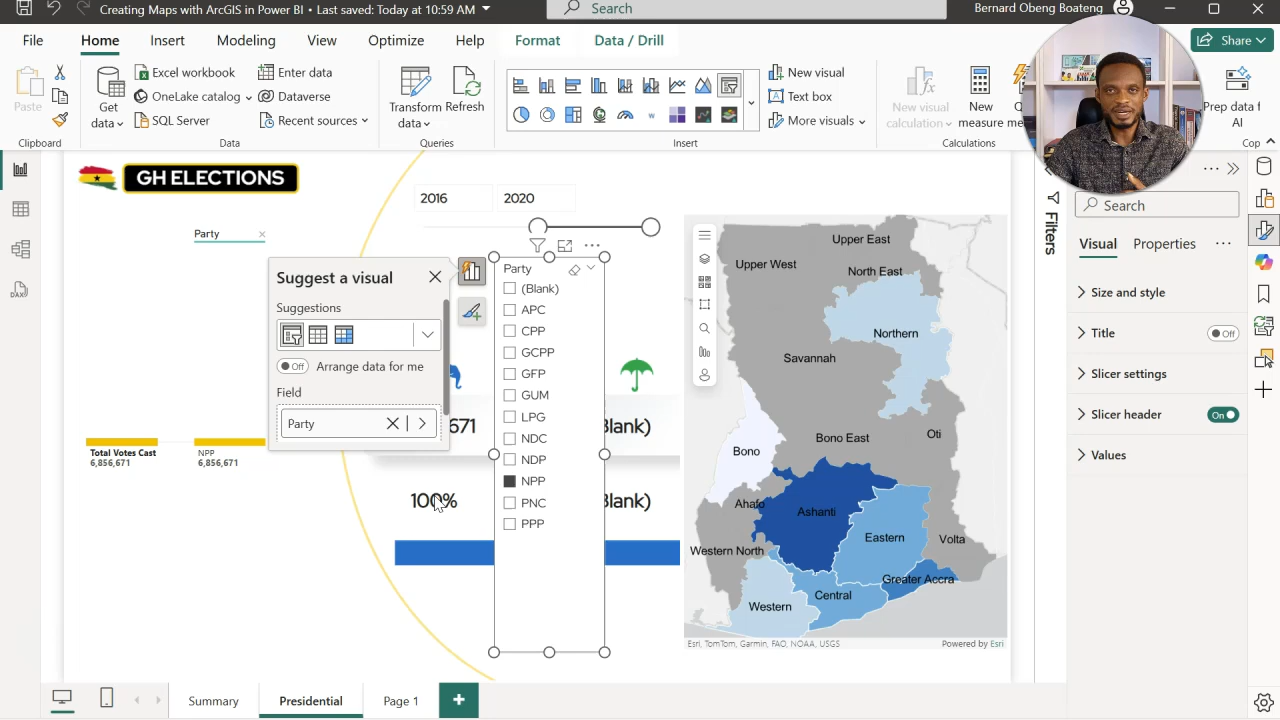 Creating Maps with ArcGIS in Power BI • Last saved: Today at 10:59 AM
Search
Bernard Obeng Boateng
File
Home
Insert
Modeling
View
Optimize
Help
Format
Data / Drill
Share
Paste
Get data
Excel workbook
OneLake catalog
SQL Server
Enter data
Dataverse
Recent sources
Transform data
Refresh
New visual
Text box
More visuals
New visual calculation
New measure
Prep data f
AI
Clipboard
Data
Queries
Insert
Calculations
Cop
GH ELECTIONS
2016
2020
Party
Suggest a visual
Suggestions
Off
Arrange data for me
Field
Party
Total Votes Cast
6,856,671
NPP
6,856,671
671
100%
Party
(Blank)
APC
CPP
GCPP
GFP
GUM
LPG
NDC
NDP
NPP
PNC
PPP
lank)
lank)
Upper East
Upper West
North East
Northern
Savannah
Oti
Bono East
Bono
Ahafo
Ashanti
Eastern
Volta
Western North
Greater Accra
Central
Western
Esri, TomTom, Garmin, FAO, NOAA, USGS
Powered by Esri
Filters
Search
Visual
Properties
Size and style
Title
Off
Slicer settings
Slicer header
On
Values
DAX
Summary
Presidential
Page 1